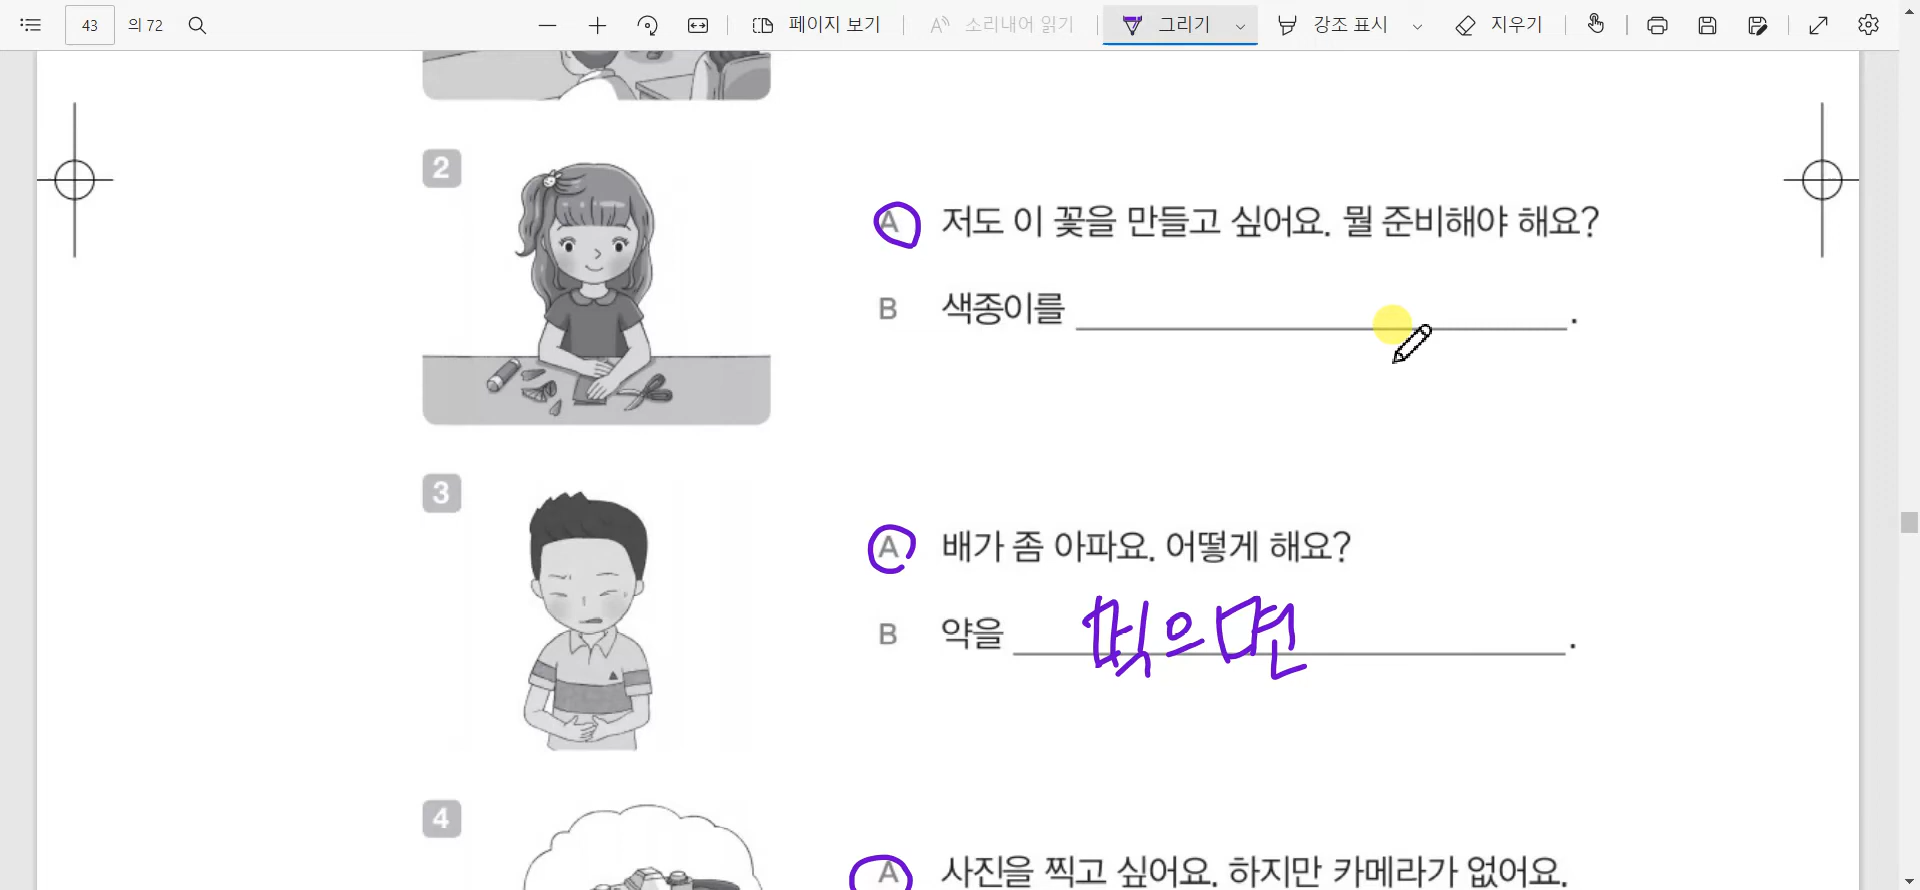 43 의 72 페이지 보기 소리내어 읽기 그리기 강조 표시 지우기
2
A 저도 이 꽃을 만들고 싶어요. 뭘 준비해야 해요?
B 색종이를 .
3
A 배가 좀 아파요. 어떻게 해요?
B 약을 먹으면 .
4
A 사진을 찍고 싶어요. 하지만 카메라가 없어요.